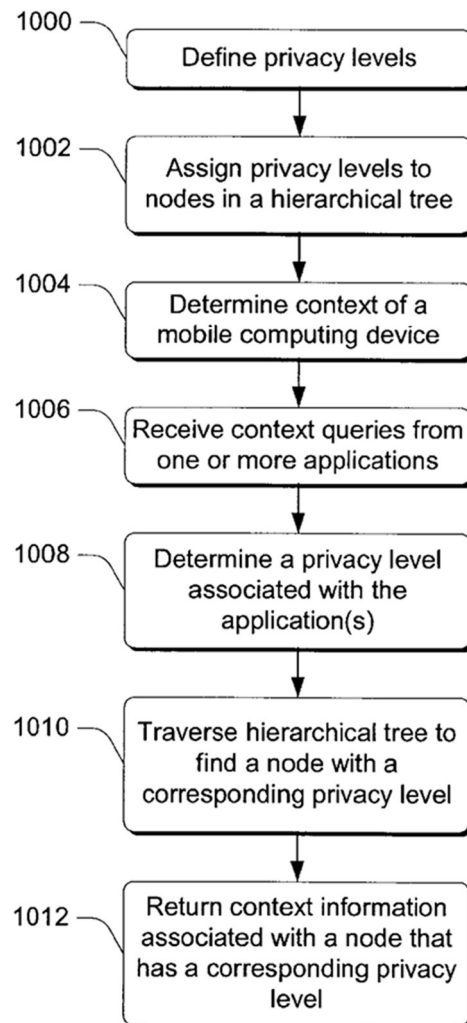 1000
Define privacy levels
1002
Assign privacy levels to
nodes in a hierarchical tree
1004
Determine context of a
mobile computing device
1006
Receive context queries from
one or more applications
1008
Determine a privacy level
associated with the
application(s)
1010
Traverse hierarchical tree to
find a node with a
corresponding privacy level
1012
Return context information
associated with a node that
has a corresponding privacy
level